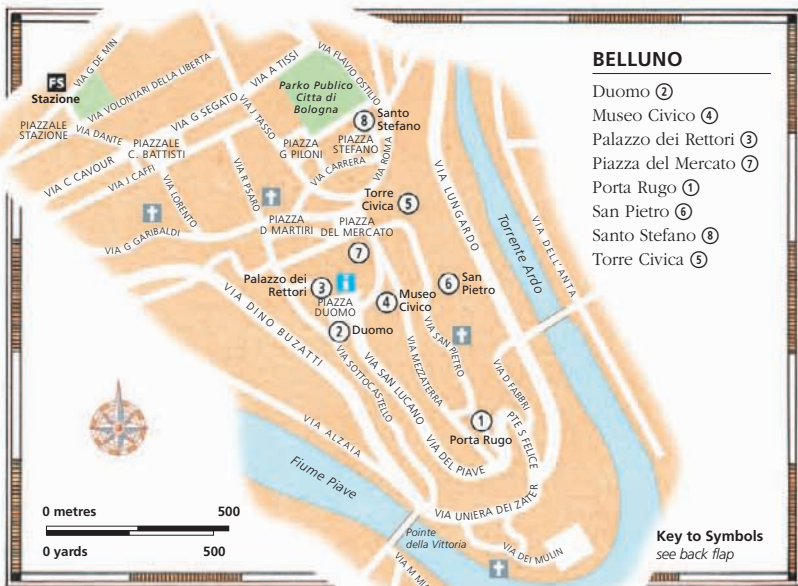 BELLUNO
Duomo ②
Museo Civico ④
Palazzo dei Rettori ③
Piazza del Mercato ⑦
Porta Rugo ①
San Pietro ⑥
Santo Stefano ⑧
Torre Civica ⑤
VIA G DE MIN
FS
Stazione
VIA VOLONTARI DELLA LIBERTA
VIA A TISSI
VIA FLAVIO OSTILIO
Parko Publico
Citta di
Bologna
PIAZZALE
STAZIONE
VIA DANTE
PIAZZALE
C. BATTISTI
VIA G SEGATO
VIA J TASSO
PIAZZA
G PILONI
⑧ Santo
Stefano
PIAZZA
STEFANO
VIA ROMA
VIA CARRERA
VIA C CAVOUR
VIA J CAFFI
VIA LORENTO
VIA R PSARO
Torre
Civica ⑤
VIA LUNGARDO
Torrente Ardo
VIA DELL'ANTA
VIA G GARIBALDI
PIAZZA
D MARTIRI
PIAZZA
DEL MERCATO
⑦
Palazzo dei
Rettori ③
i
PIAZZA
DUOMO
④ Museo
Civico
⑥ San
Pietro
② Duomo
VIA DINO BUZATTI
VIA SOTTOCASTELLO
VIA SAN LUCANO
VIA MEZZATERRA
VIA SAN PIETRO
VIA D FABBRI
①
Porta Rugo
PTE S FELICE
VIA ALZAIA
VIA DEL PIAVE
Fiume Piave
VIA UNIERA DEI ZATER
Pointe
della Vittoria
VIA DEI MULIN
VIA M
0 metres 500
0 yards 500
Key to Symbols
see back flap